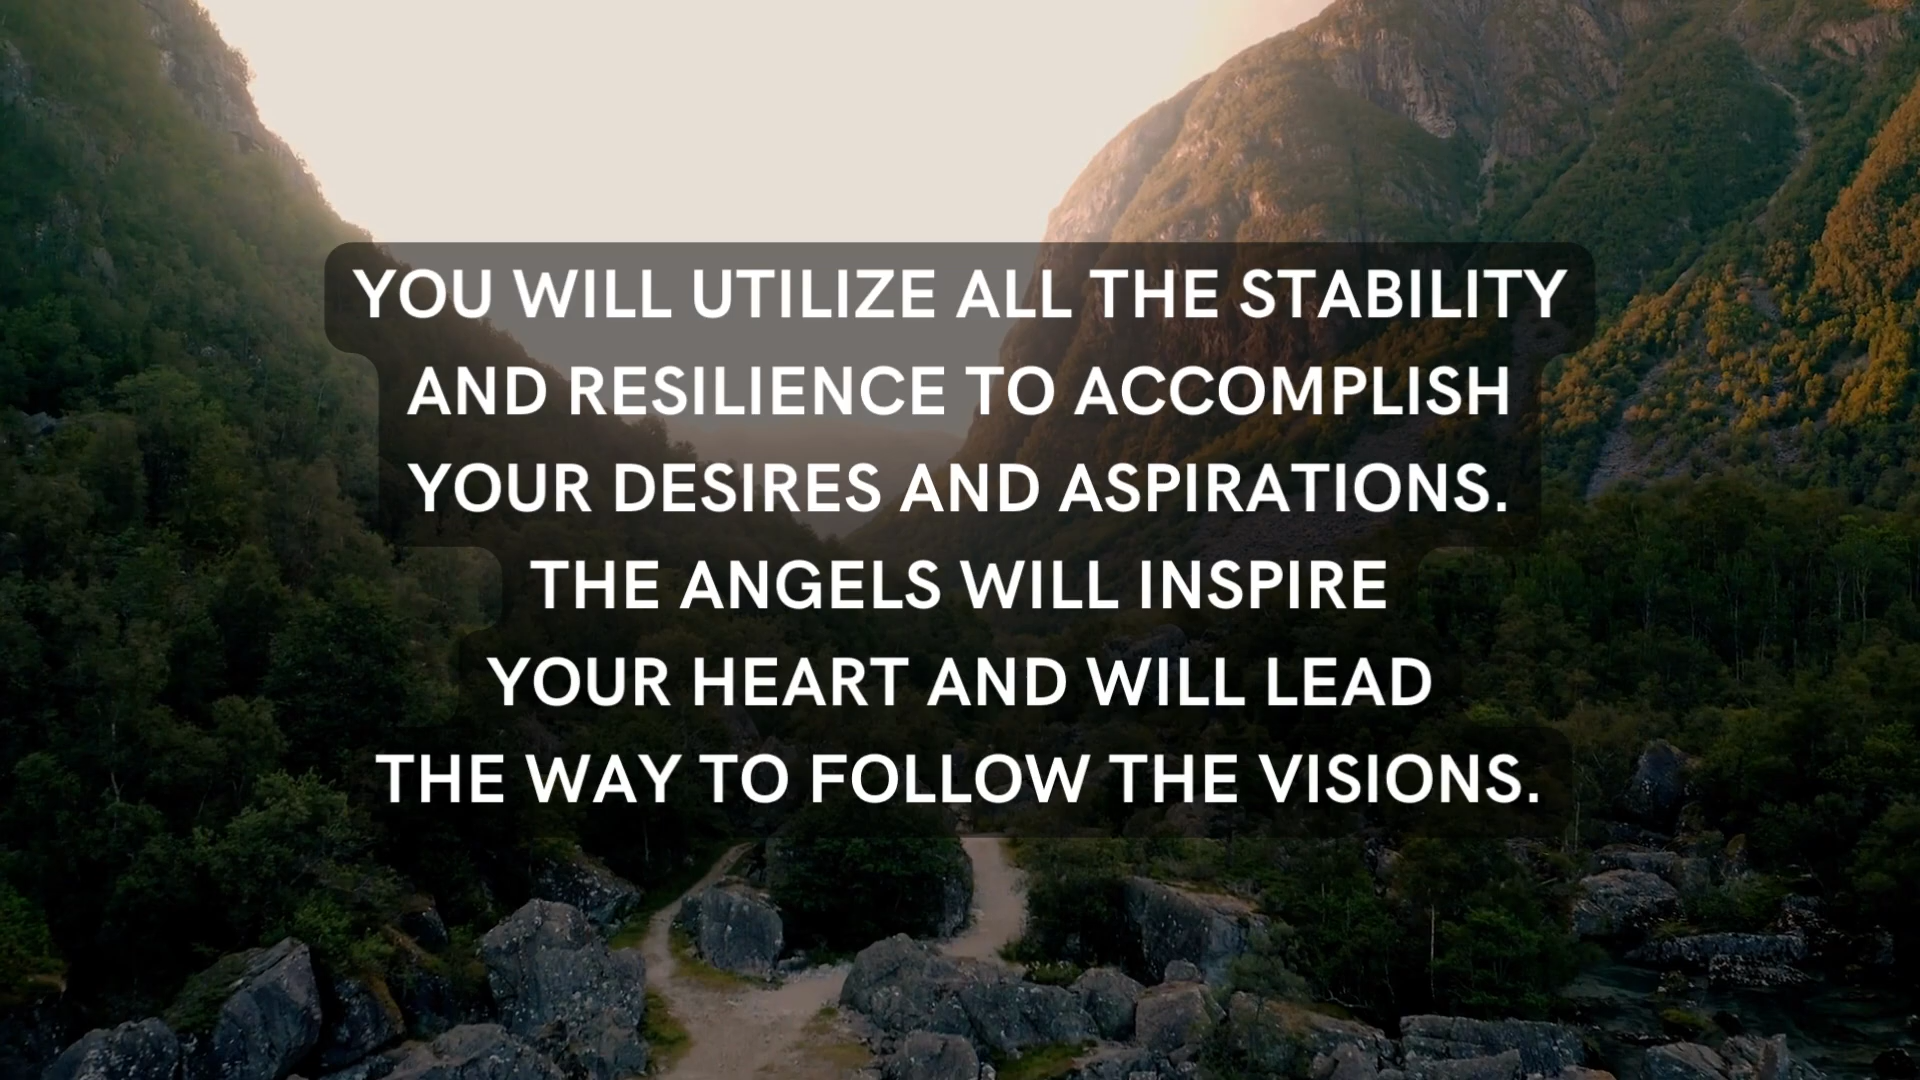 YOU WILL UTILIZE ALL THE STABILITY
AND RESILIENCE TO ACCOMPLISH
YOUR DESIRES AND ASPIRATIONS.
THE ANGELS WILL INSPIRE
YOUR HEART AND WILL LEAD
THE WAY TO FOLLOW THE VISIONS.